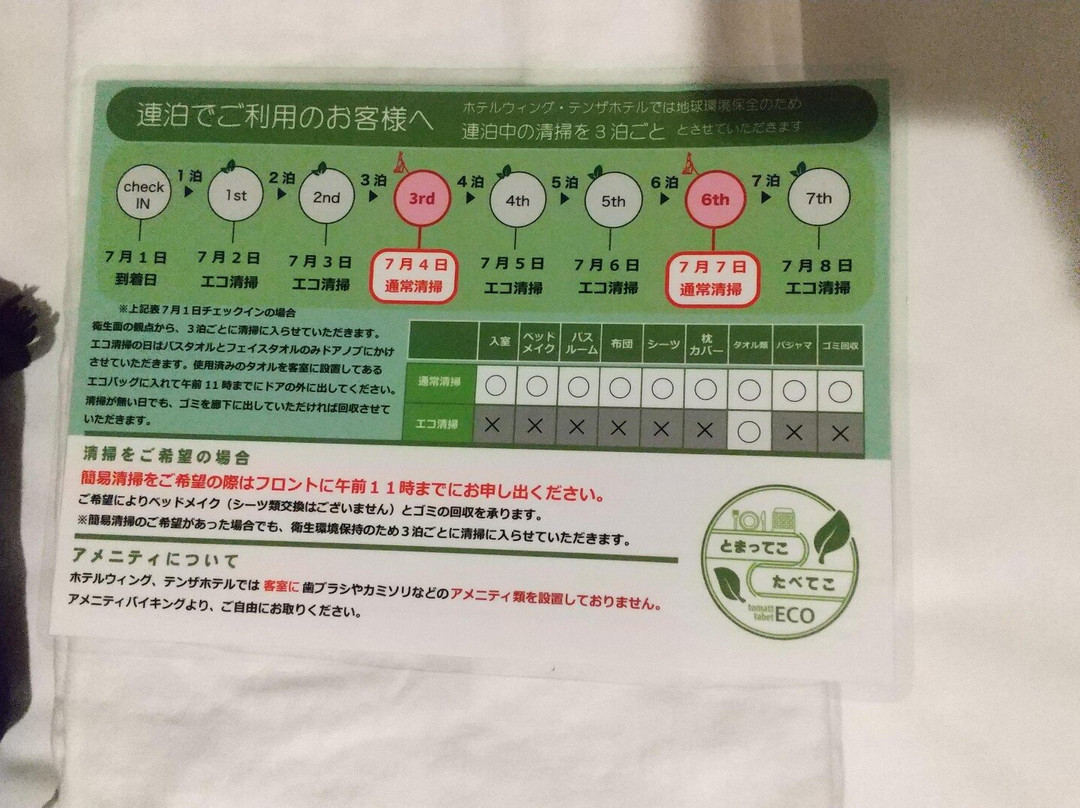 連泊でご利用のお客様へ
ホテルウィング・テンザホテルでは地球環境保全のため
連泊中の清掃を３泊ごと とさせていただきます
check IN
1泊
1st
2泊
2nd
3泊
3rd
4泊
4th
5泊
5th
6泊
6th
7泊
7th
７月１日 ７月２日 ７月３日 ７月４日 ７月５日 ７月６日 ７月７日 ７月８日
到着日 エコ清掃 エコ清掃 通常清掃 エコ清掃 エコ清掃 通常清掃 エコ清掃
※上記表７月１日チェックインの場合
衛生面の観点から、３泊ごとに清掃に入らせていただきます。
エコ清掃の日はバスタオルとフェイスタオルのみドアノブにかけ
させていただきます。使用済みのタオルを客室に設置してある
エコバッグに入れて午前11時までにドアの外に出してください。
清掃が無い日でも、ゴミを廊下に出していただければ回収させて
いただきます。
入室 ベッドメイク バスルーム 布団 シーツ 枕カバー タオル類 パジャマ ゴミ回収
通常清掃 ○ ○ ○ ○ ○ ○ ○ ○ ○
エコ清掃 × × × × × × ○ × ×
清掃をご希望の場合
簡易清掃をご希望の際はフロントに午前１１時までにお申し出ください。
ご希望によりベッドメイク（シーツ類交換はございません）とゴミの回収を承ります。
※簡易清掃のご希望があった場合でも、衛生環境保持のため３泊ごとに清掃に入らせていただきます。
アメニティについて
ホテルウィング、テンザホテルでは 客室に 歯ブラシやカミソリなどのアメニティ類を設置しておりません。
アメニティバイキングより、ご自由にお取りください。
とまってこ
たべてこ
tomatt
tabet
ECO